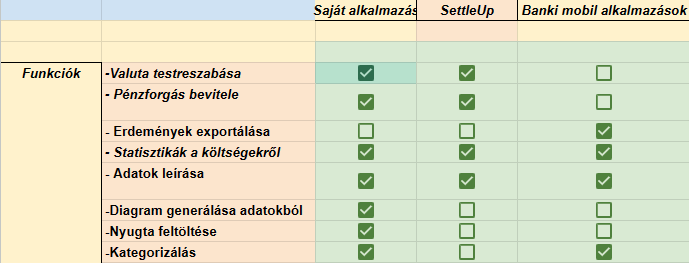 Saját alkalmazás SettleUp Banki mobil alkalmazások
Funkciók -Valuta testreszabása
- Pénzforgás bevitele
- Erdemények exportálása
- Statisztikák a költségekről
- Adatok leírása
-Diagram generálása adatokból
-Nyugta feltöltése
-Kategorizálás